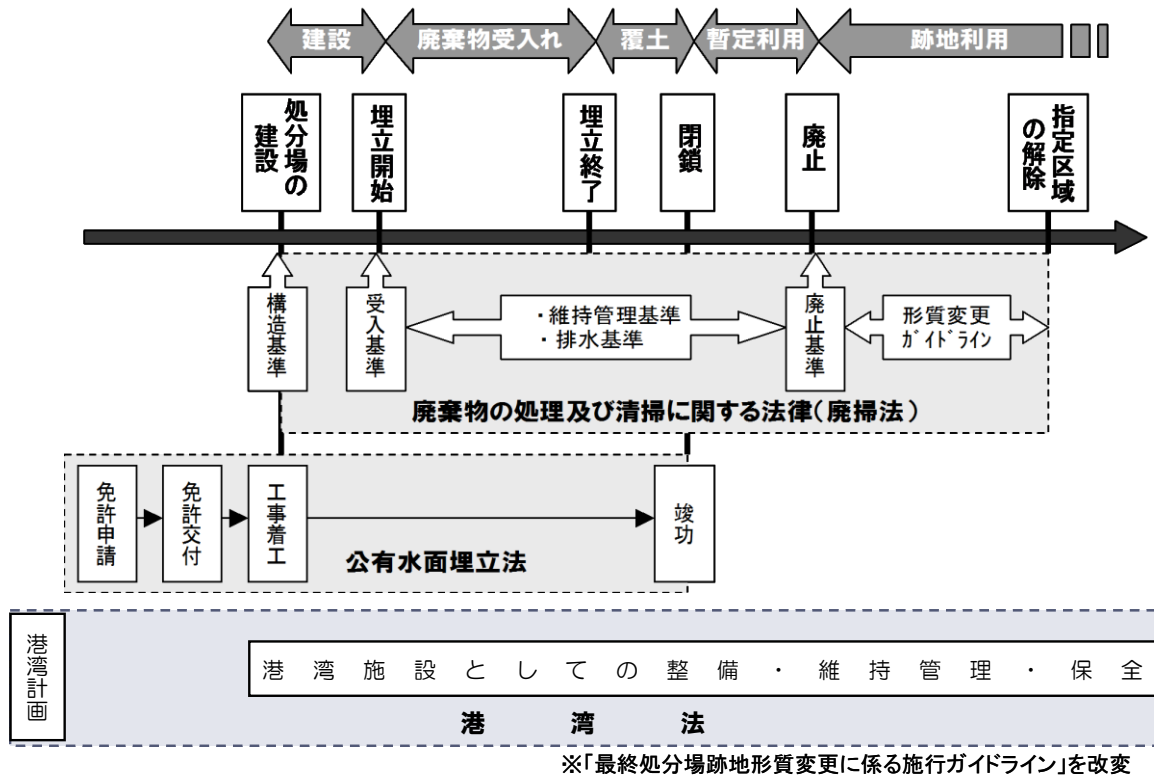 建設
廃棄物受入れ
覆土
暫定利用
跡地利用
処分場の
建設
埋立開始
埋立終了
閉鎖
廃止
指定区域
の解除
構造基準
受入基準
・維持管理基準
・排水基準
廃止基準
形質変更
ガイドライン
廃棄物の処理及び清掃に関する法律(廃掃法)
免許申請
免許交付
工事着工
竣功
公有水面埋立法
港湾計画
港湾施設としての整備・維持管理・保全
港湾法
※「最終処分場跡地形質変更に係る施行ガイドライン」を改変